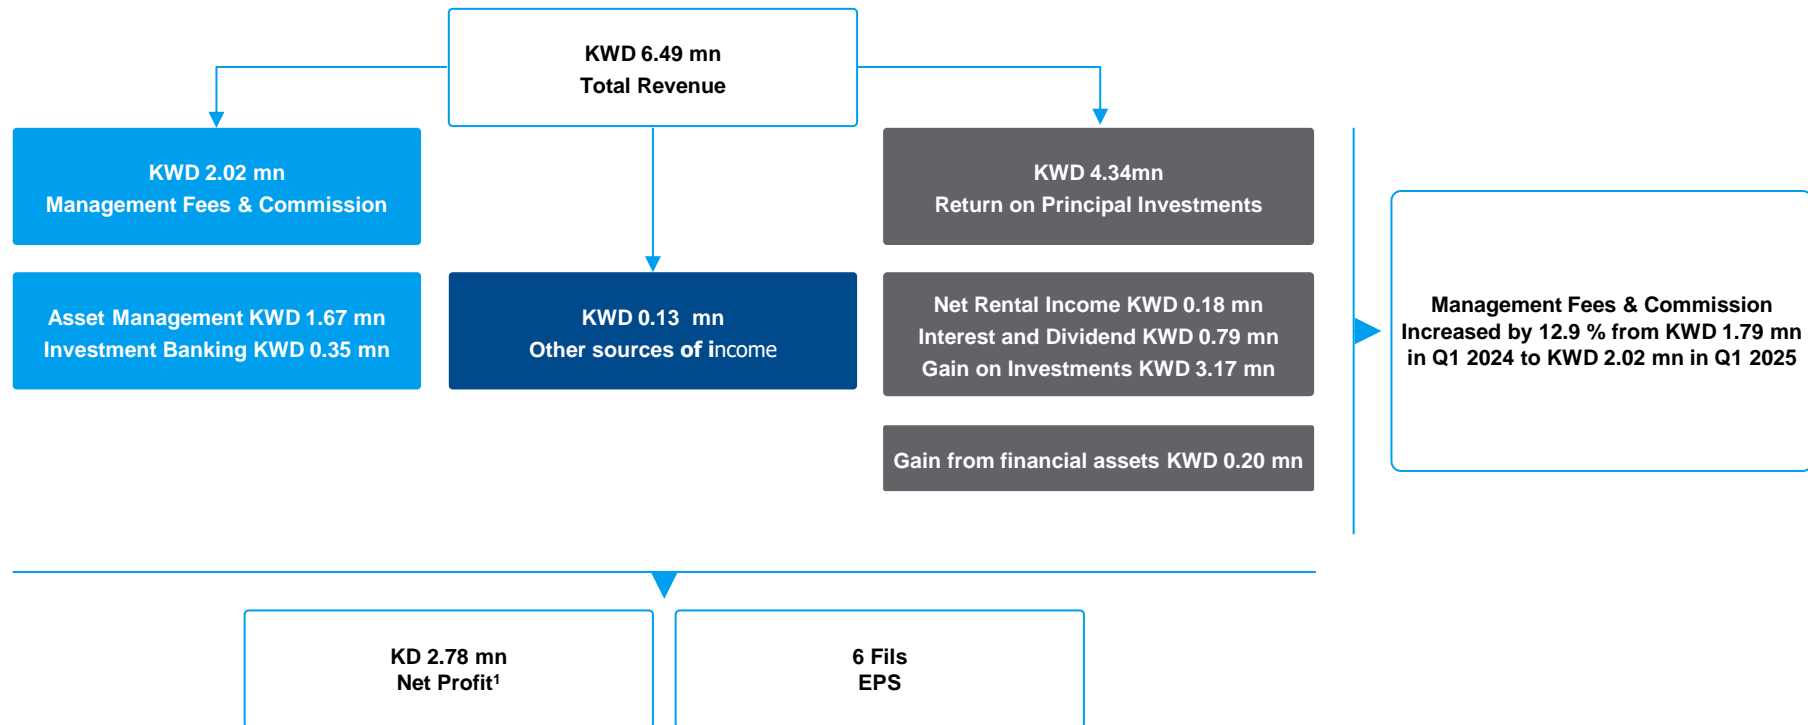 KWD 6.49 mn
Total Revenue
KWD 2.02 mn
Management Fees & Commission
KWD 4.34mn
Return on Principal Investments
Asset Management KWD 1.67 mn
Investment Banking KWD 0.35 mn
KWD 0.13 mn
Other sources of income
Net Rental Income KWD 0.18 mn
Interest and Dividend KWD 0.79 mn
Gain on Investments KWD 3.17 mn
Gain from financial assets KWD 0.20 mn
Management Fees & Commission
Increased by 12.9 % from KWD 1.79 mn
in Q1 2024 to KWD 2.02 mn in Q1 2025
KD 2.78 mn
Net Profit¹
6 Fils
EPS